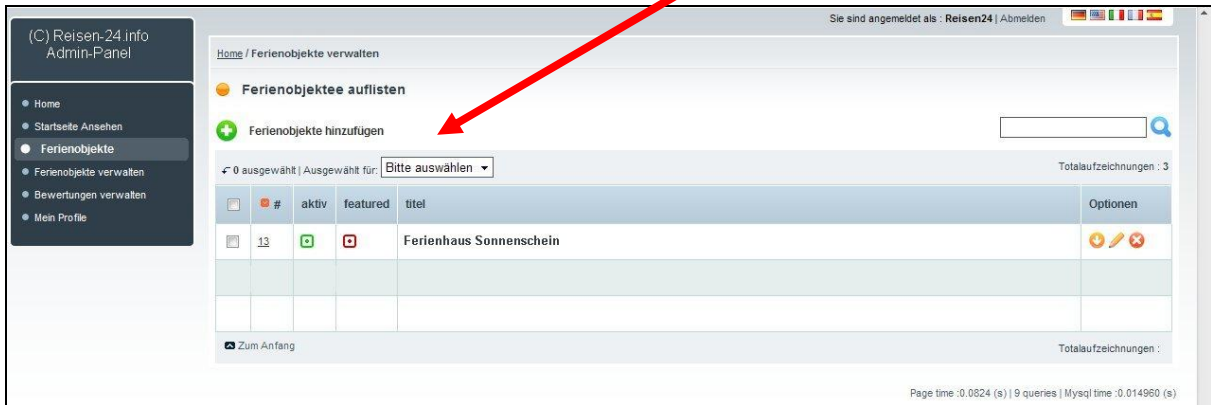 Sie sind angemeldet als : Reisen24 | Abmelden
(C) Reisen-24.info
Admin-Panel
Home
Startseite Ansehen
Ferienobjekte
Ferienobjekte verwalten
Bewertungen verwalten
Mein Profile
Home / Ferienobjekte verwalten
Ferienobjektee auflisten
Ferienobjekte hinzufügen
0 ausgewählt | Ausgewählt für: Bitte auswählen
Totalaufzeichnungen : 3
# aktiv featured titel Optionen
13 Ferienhaus Sonnenschein
Zum Anfang
Totalaufzeichnungen :
Page time :0.0824 (s) | 9 queries | Mysql time :0.014960 (s)